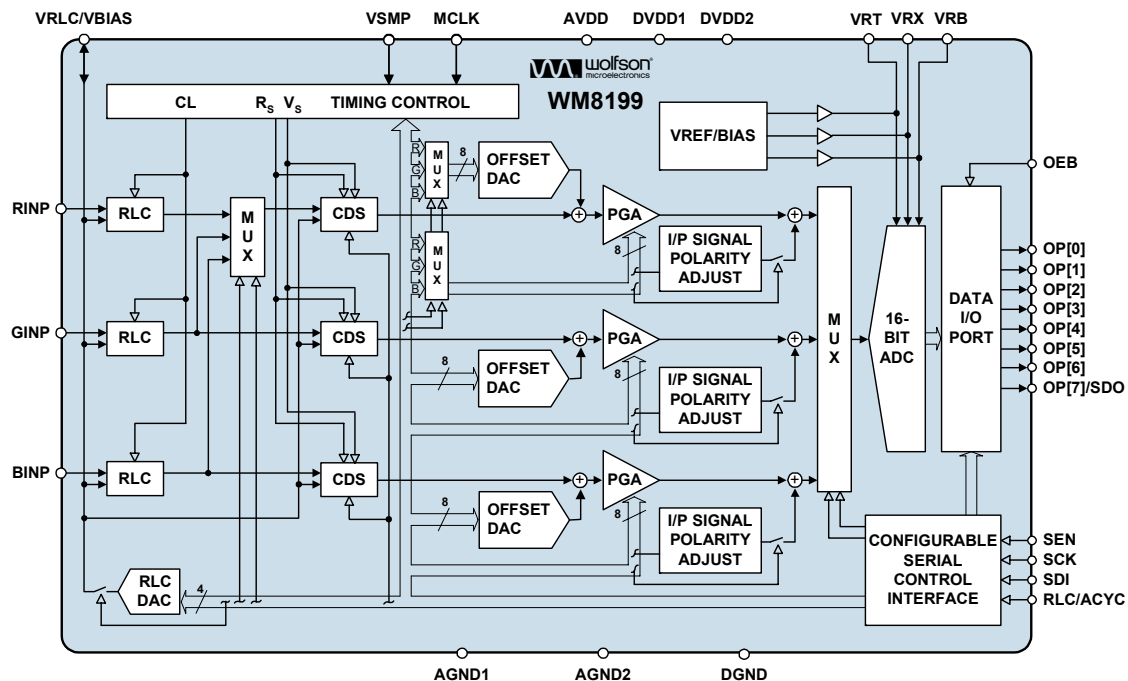 VRLC/VBIAS VSMP MCLK AVDD DVDD1 DVDD2 VRT VRX VRB
wolfson
microelectronics
WM8199
CL RS VS TIMING CONTROL
VREF/BIAS
OEB
R
G
B
M
U
X
8
OFFSET
DAC
RINP
RLC
M
U
X
CDS
+
PGA
+
R
G
B
M
U
X
8
I/P SIGNAL
POLARITY
ADJUST
GINP
RLC
CDS
+
PGA
+
8
OFFSET
DAC
8
I/P SIGNAL
POLARITY
ADJUST
BINP
RLC
CDS
+
PGA
+
8
OFFSET
DAC
8
I/P SIGNAL
POLARITY
ADJUST
M
U
X
16-
BIT
ADC
DATA
I/O
PORT
OP[0]
OP[1]
OP[2]
OP[3]
OP[4]
OP[5]
OP[6]
OP[7]/SDO
RLC
DAC
4
CONFIGURABLE
SERIAL
CONTROL
INTERFACE
SEN
SCK
SDI
RLC/ACYC
AGND1 AGND2 DGND